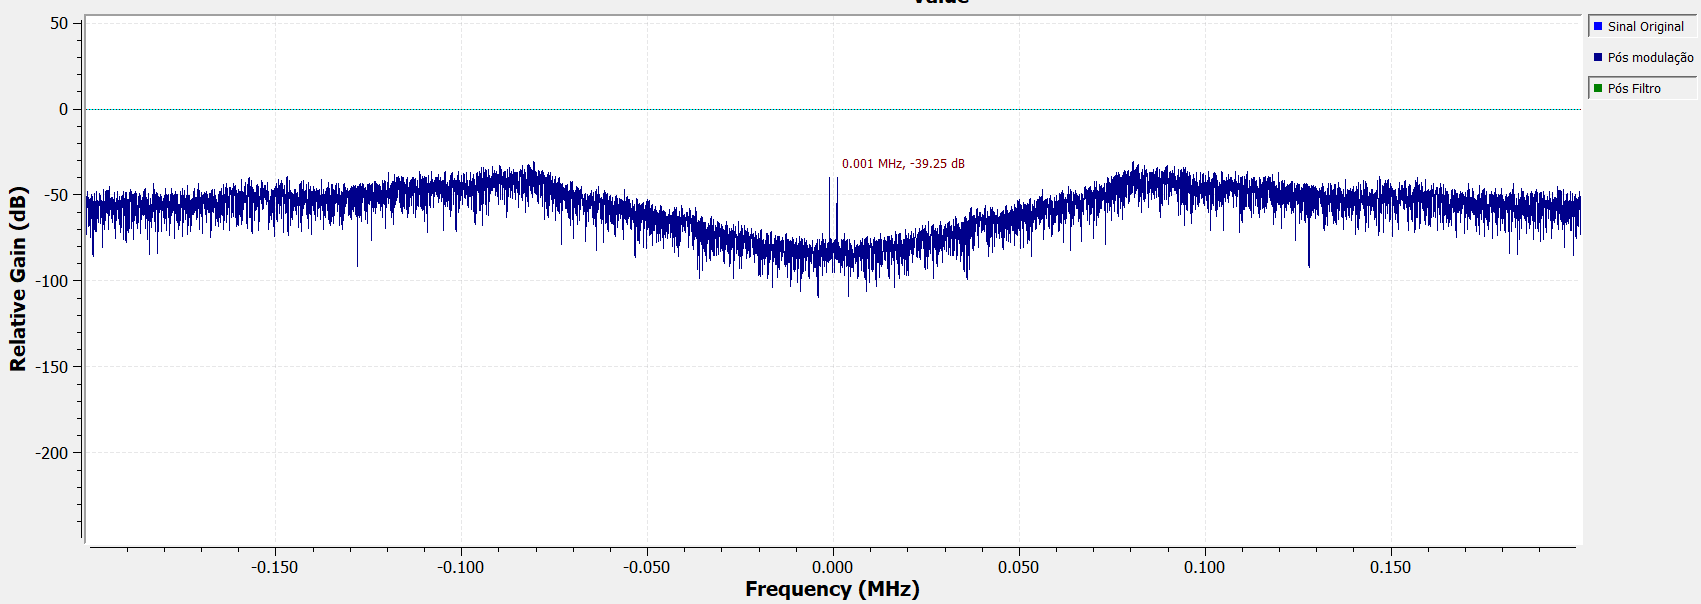 Value
50
0
-50
-100
-150
-200
Relative Gain (dB)
0.001 MHz, -39.25 dB
Sinal Original
Pós modulação
Pós Filtro
-0.150
-0.100
-0.050
0.000
0.050
0.100
0.150
Frequency (MHz)